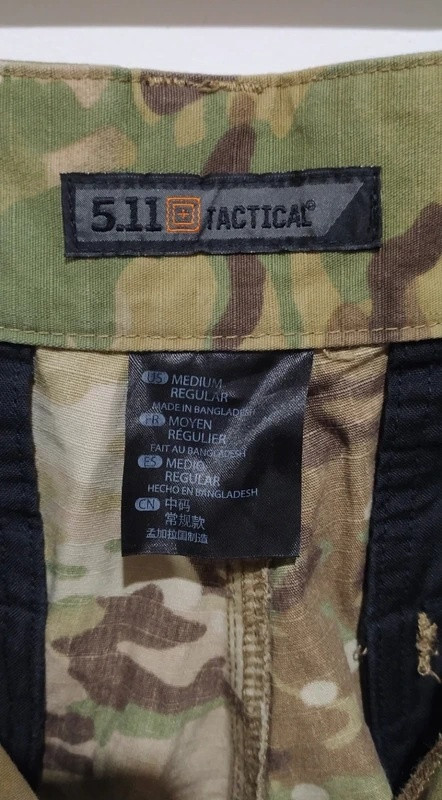 5.11 TACTICAL®
US MEDIUM
REGULAR
MADE IN BANGLADESH
FR MOYEN
RÉGULIER
FAIT AU BANGLADESH
ES MEDIO
REGULAR
HECHO EN BANGLADESH
CN 中码
常规款
孟加拉国制造